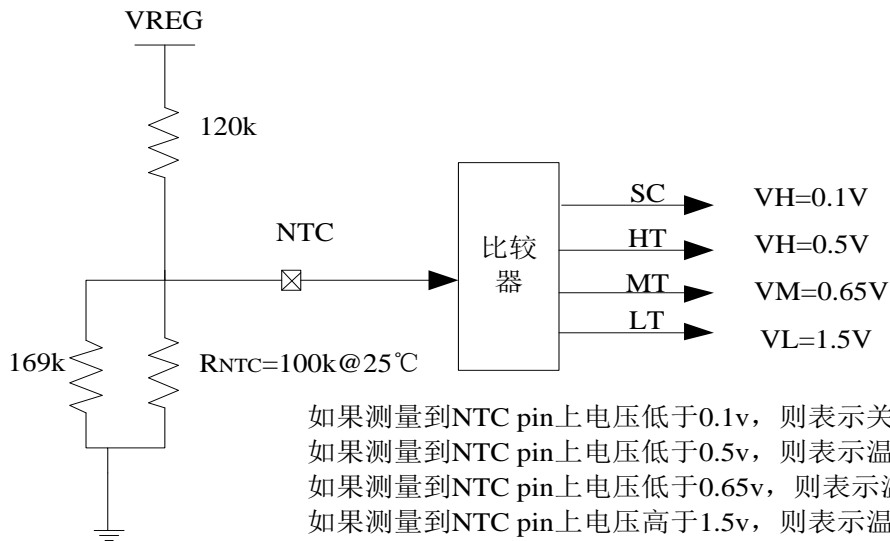 VREG
120k
NTC
169k
RNTC=100k@25℃
比较
器
SC
VH=0.1V
HT
VH=0.5V
MT
VM=0.65V
LT
VL=1.5V
如果测量到NTC pin上电压低于0.1v，则表示关
如果测量到NTC pin上电压低于0.5v，则表示温
如果测量到NTC pin上电压低于0.65v，则表示
如果测量到NTC pin上电压高于1.5v，则表示温